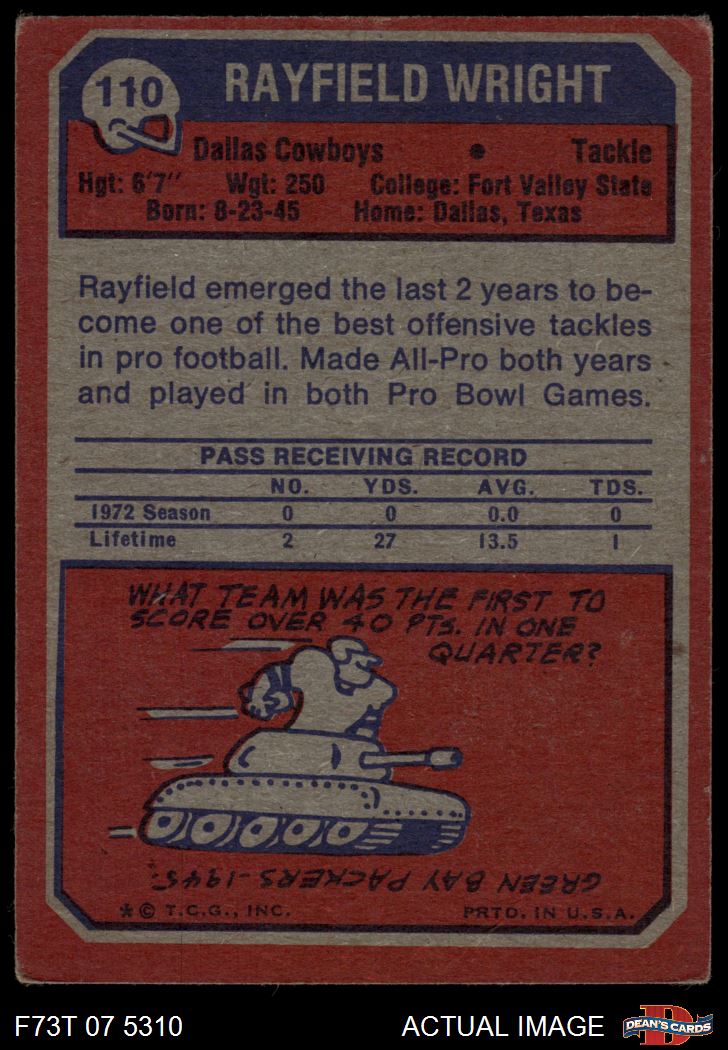 110
RAYFIELD WRIGHT
Dallas Cowboys • Tackle
Hgt: 6'7" Wgt: 250 College: Fort Valley State
Born: 8-23-45 Home: Dallas, Texas
Rayfield emerged the last 2 years to be-
come one of the best offensive tackles
in pro football. Made All-Pro both years
and played in both Pro Bowl Games.
PASS RECEIVING RECORD
NO. YDS. AVG. TDS.
1972 Season 0 0 0.0 0
Lifetime 2 27 13.5 1
WHAT TEAM WAS THE FIRST TO
SCORE OVER 40 PTS. IN ONE
QUARTER?
GREEN BAY PACKERS-1945.
*© T.C.G., INC. PRTD. IN U.S.A.
F73T 07 5310 ACTUAL IMAGE
D
DEAN'S CARDS